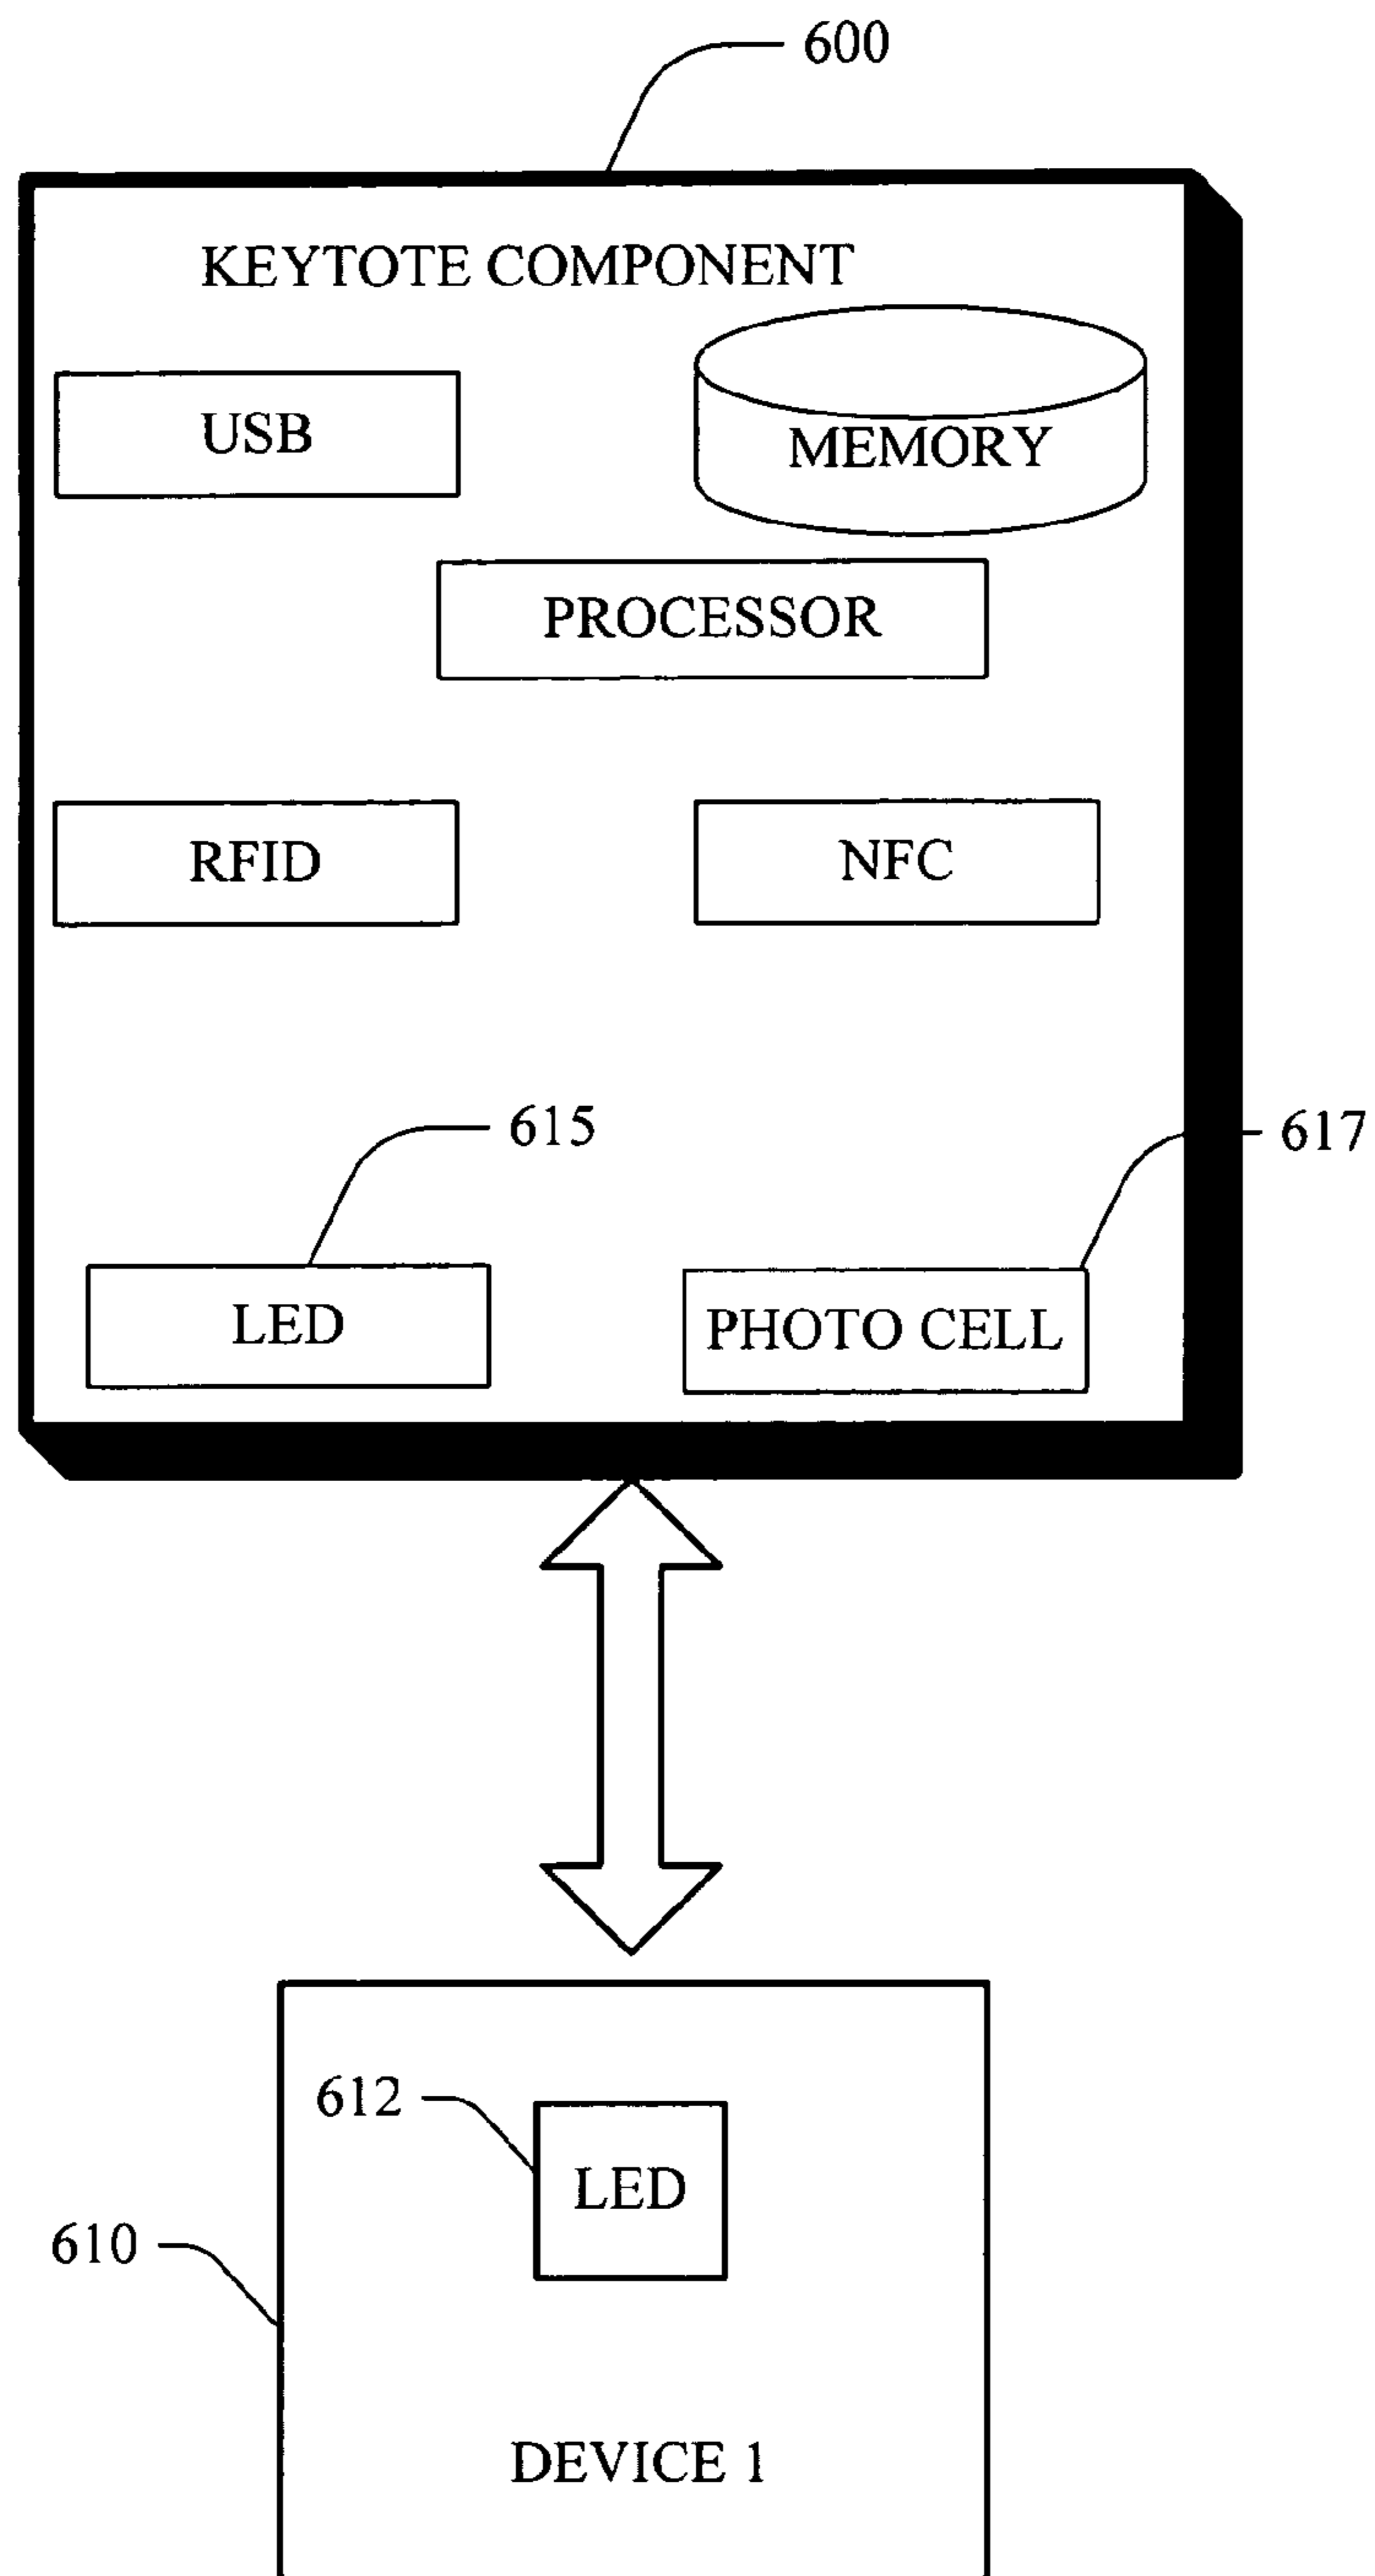 600
KEYTOTE COMPONENT
USB
MEMORY
PROCESSOR
RFID
NFC
615
617
LED
PHOTO CELL
612
LED
610
DEVICE 1